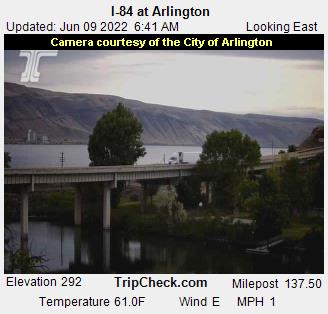 I-84 at Arlington
Updated: Jun 09 2022 6:41 AM Looking East
Camera courtesy of the City of Arlington
Elevation 292 TripCheck.com Milepost 137.50
Temperature 61.0F Wind E MPH 1